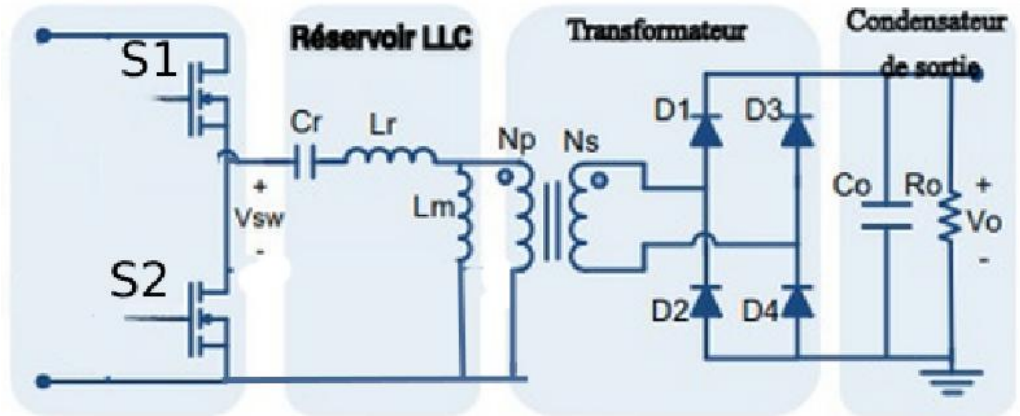 Réservoir LLC
Transformateur
Condensateur
de sortie
S1
Cr
Lr
Np
Ns
D1
D3
Lm
+
Vsw
-
Co
Ro
+
Vo
-
S2
D2
D4